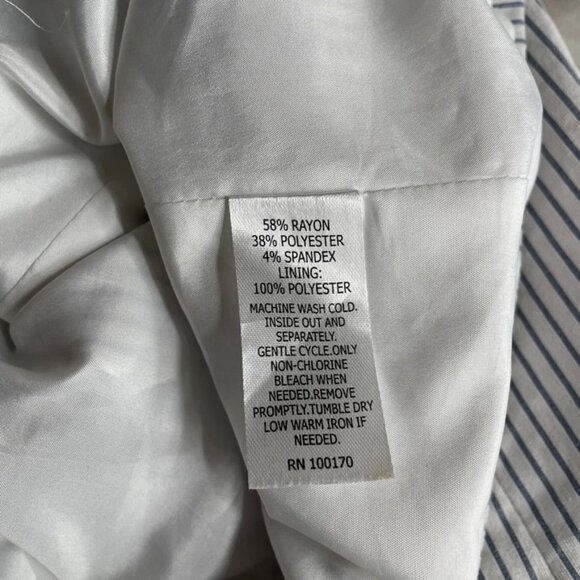 58% RAYON
38% POLYESTER
4% SPANDEX
LINING:
100% POLYESTER
MACHINE WASH COLD.
INSIDE OUT AND
SEPARATELY.
GENTLE CYCLE.ONLY
NON-CHLORINE
BLEACH WHEN
NEEDED.REMOVE
PROMPTLY.TUMBLE DRY
LOW WARM IRON IF
NEEDED.
RN 100170